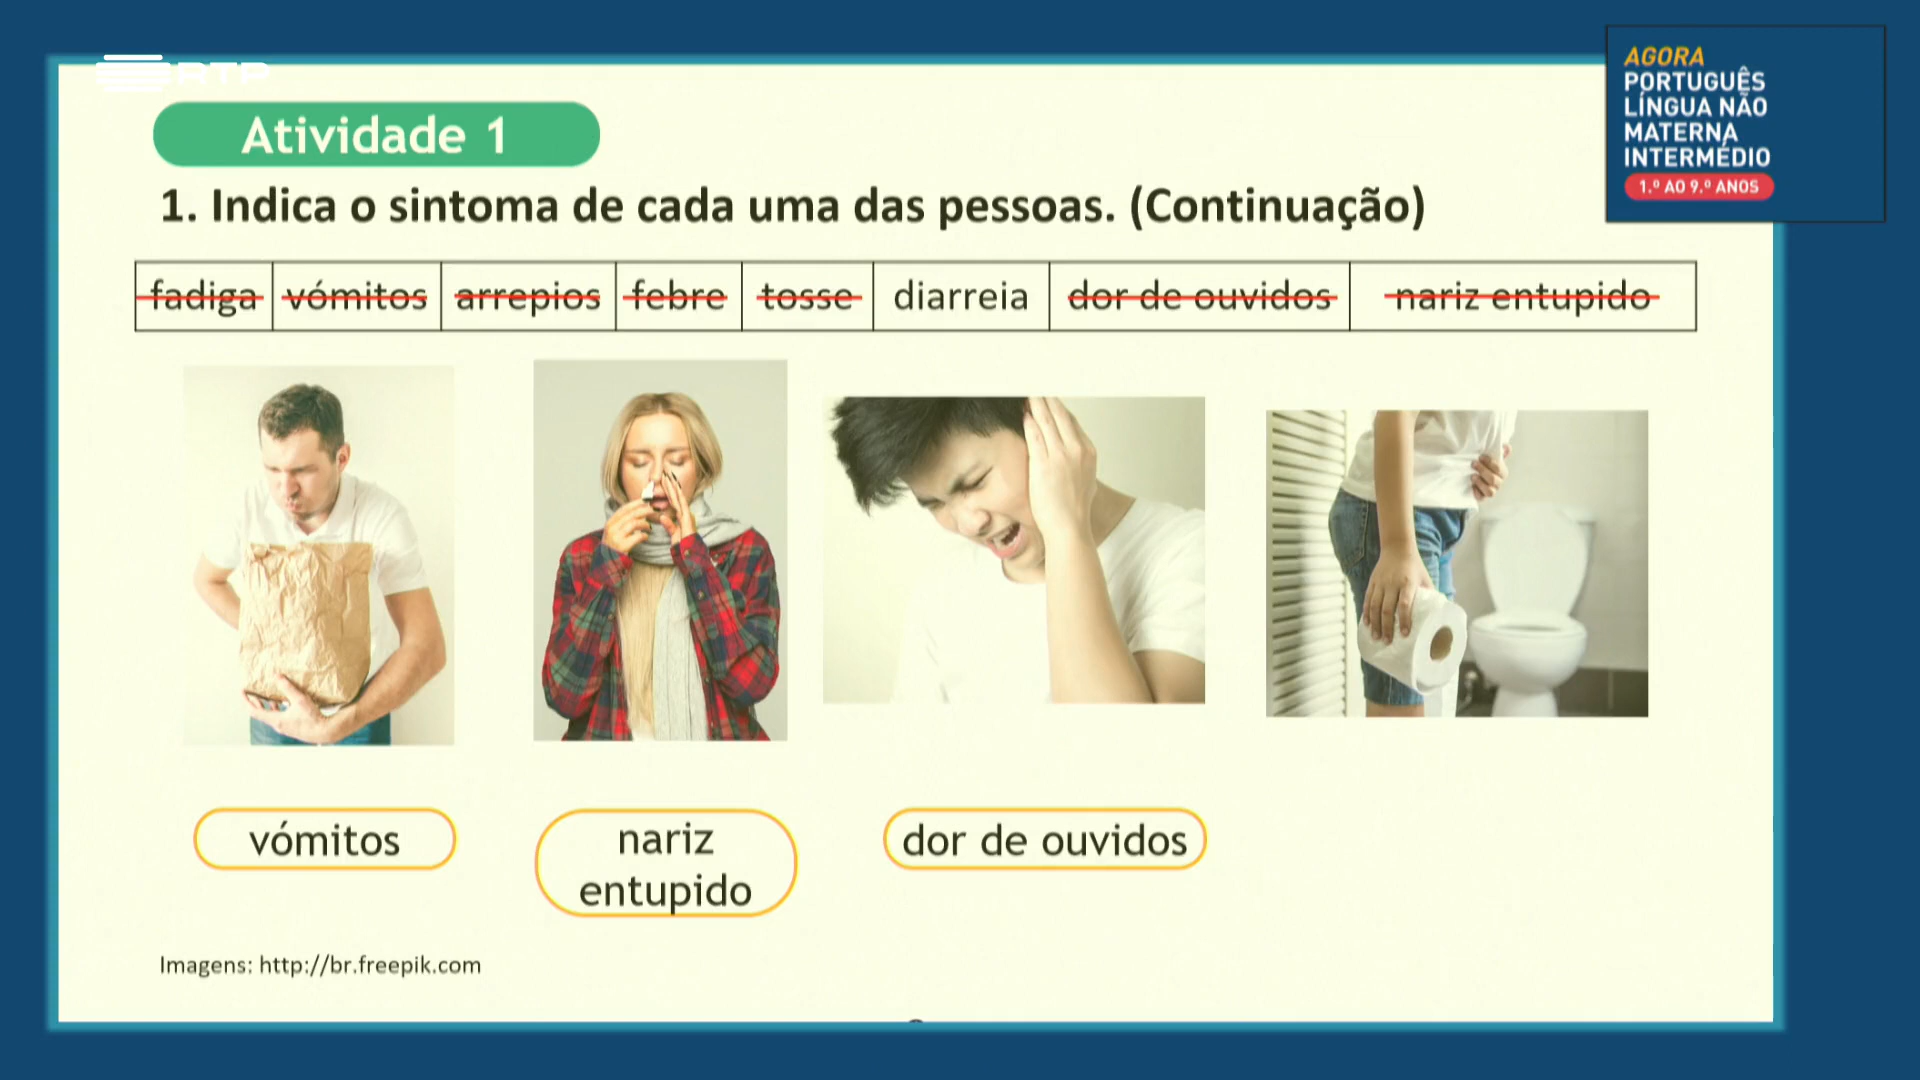 RTP
AGORA
PORTUGUÊS
LÍNGUA NÃO
MATERNA
INTERMÉDIO
1.º AO 9.º ANOS
Atividade 1
1. Indica o sintoma de cada uma das pessoas. (Continuação)
fadiga vómitos arrepios febre tosse diarreia dor de ouvidos nariz entupido
vómitos
nariz
entupido
dor de ouvidos
Imagens: http://br.freepik.com